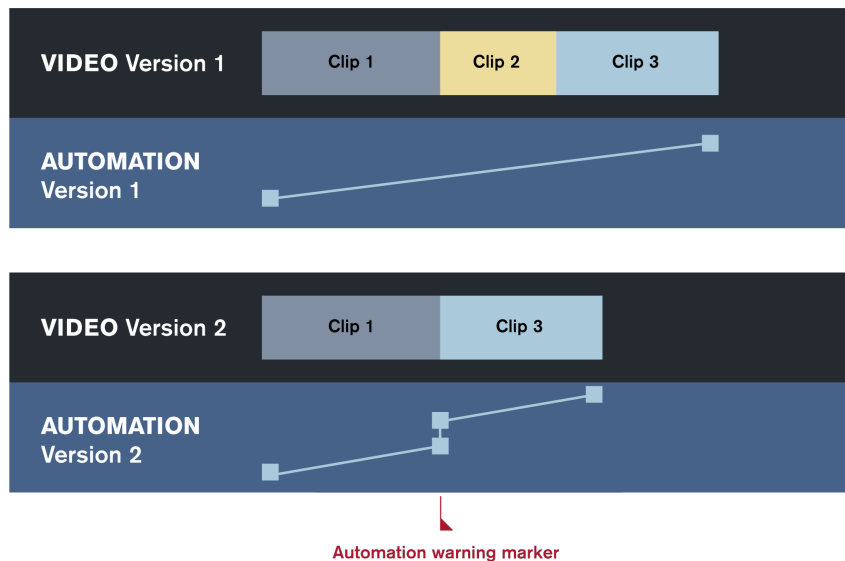 VIDEO Version 1
Clip 1
Clip 2
Clip 3
AUTOMATION
Version 1
VIDEO Version 2
Clip 1
Clip 3
AUTOMATION
Version 2
Automation warning marker